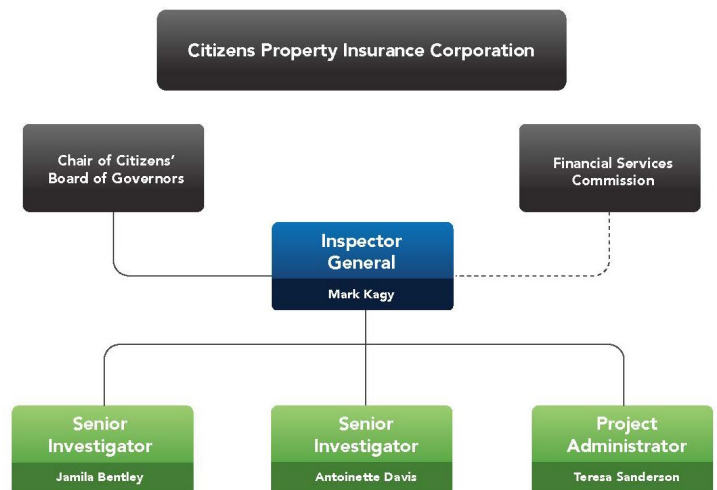 Citizens Property Insurance Corporation
Chair of Citizens'
Board of Governors
Financial Services
Commission
Inspector
General
Mark Kagy
Senior
Investigator
Jamila Bentley
Senior
Investigator
Antoinette Davis
Project
Administrator
Teresa Sanderson